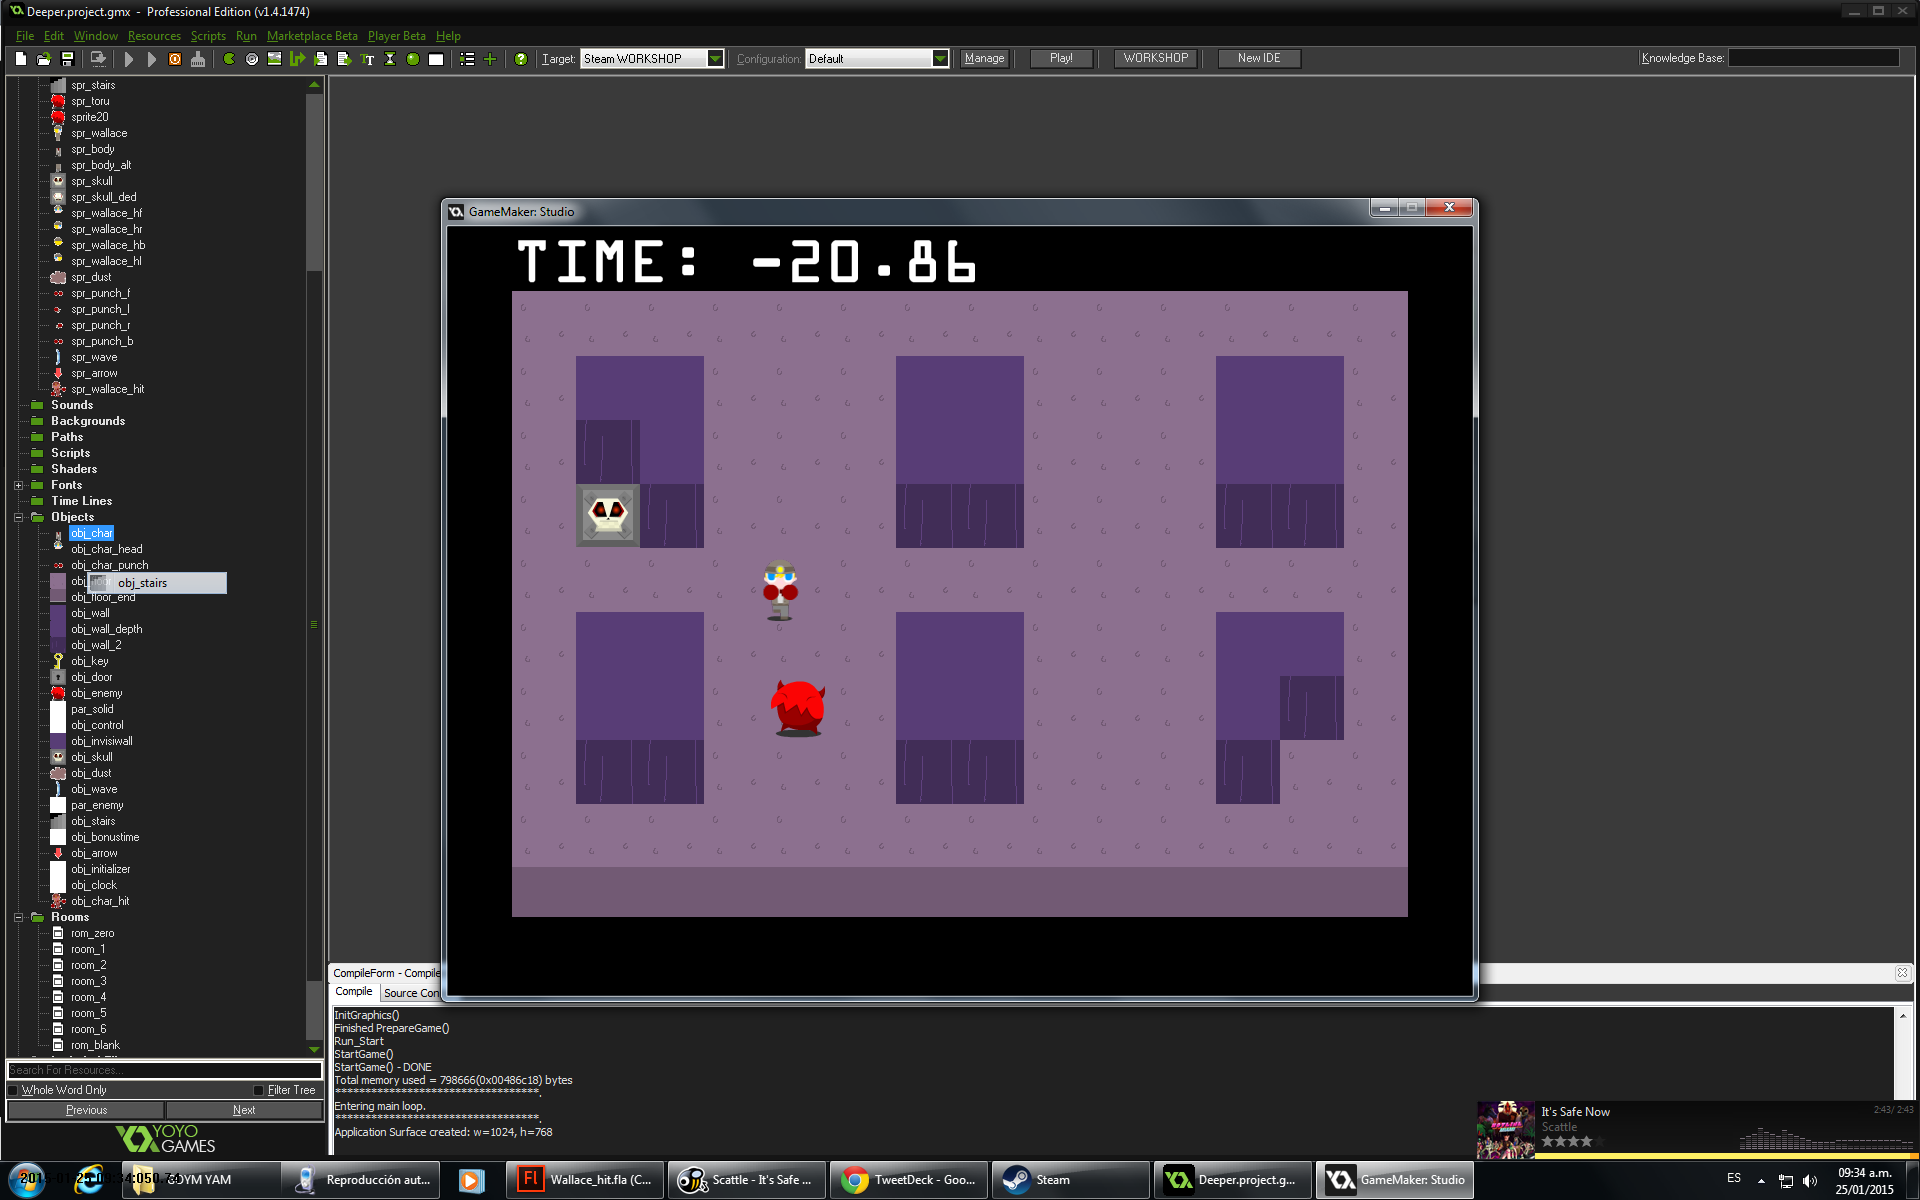 Deeper.project.gmx - Professional Edition (v1.4.1474)
File Edit Window Resources Scripts Run Marketplace Beta Player Beta Help
Target: Steam WORKSHOP Configuration: Default Manage Play! WORKSHOP New IDE Knowledge Base:
spr_stairs
spr_toru
sprite20
spr_wallace
spr_body
spr_body_alt
spr_skull
spr_skull_ded
spr_wallace_hf
spr_wallace_hr
spr_wallace_hb
spr_wallace_hl
spr_dust
spr_punch_f
spr_punch_l
spr_punch_r
spr_punch_b
spr_wave
spr_arrow
spr_wallace_hit
Sounds
Backgrounds
Paths
Scripts
Shaders
Fonts
Time Lines
Objects
obj_char
obj_char_head
obj_char_punch
obj_stairs
obj_floor_end
obj_wall
obj_wall_depth
obj_wall_2
obj_key
obj_door
obj_enemy
par_solid
obj_control
obj_invisiwall
obj_skull
obj_dust
obj_wave
par_enemy
obj_stairs
obj_bonustime
obj_arrow
obj_initializer
obj_clock
obj_char_hit
Rooms
rom_zero
room_1
room_2
room_3
room_4
room_5
room_6
rom_blank
Search For Resources...
Whole Word Only Filter Tree
Previous Next
YOYO
GAMES
GameMaker: Studio
TIME: -20.86
CompileForm - Compile
Compile Source Con
InitGraphics()
Finished PrepareGame()
Run_Start
StartGame()
StartGame() - DONE
Total memory used = 798666(0x00486c18) bytes
**********************************.
Entering main loop.
**********************************.
Application Surface created: w=1024, h=768
It's Safe Now 2:43/ 2:43
Scattle
GOYM YAM
Reproducción aut...
Wallace_hit.fla (C...
Scattle - It's Safe ...
TweetDeck - Goo...
Steam
Deeper.project.g...
GameMaker: Studio
ES
09:34 a.m.
25/01/2015